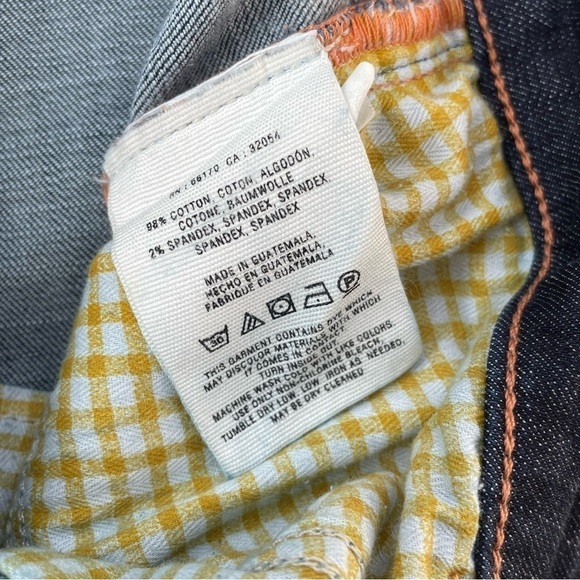 RN : 66170 CA : 32054
98% COTTON, COTON, ALGODÓN,
COTONE, BAUMWOLLE
2% SPANDEX, SPANDEX, SPANDEX,
SPANDEX, SPANDEX
MADE IN GUATEMALA,
HECHO EN GUATEMALA,
FABRIQUE EN GUATEMALA
30 P
THIS GARMENT CONTAINS DYE WHICH
MAY DISCOLOR MATERIALS WITH WHICH
IT COMES IN CONTACT
TURN INSIDE OUT
MACHINE WASH COLD WITH LIKE COLORS.
USE ONLY NON-CHLORINE BLEACH.
TUMBLE DRY LOW, LOW IRON AS NEEDED,
MAY BE DRY CLEANED